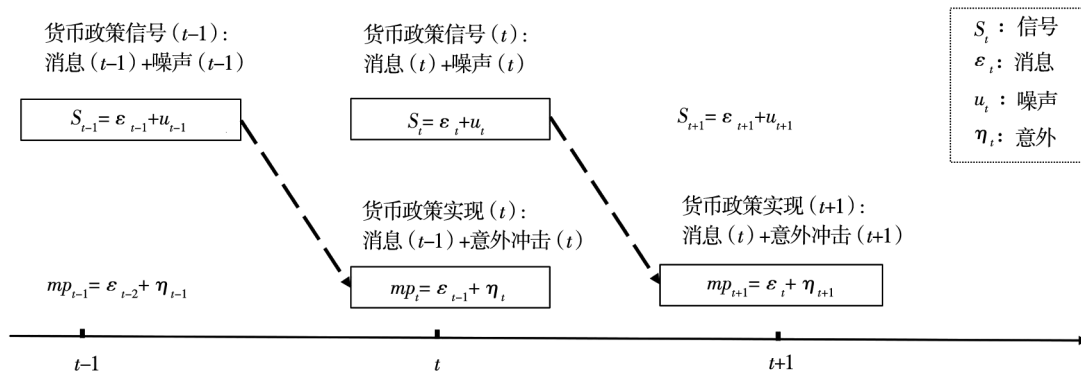 货币政策信号（t−1）：
消息（t−1）+噪声（t−1）
S_{t−1}= ε_{t−1}+u_{t−1}
货币政策信号（t）：
消息（t）+噪声（t）
S_t= ε_t+u_t
S_{t+1}= ε_{t+1}+u_{t+1}
S_t：信号
ε_t：消息
u_t：噪声
η_t：意外
货币政策实现（t）：
消息（t−1）+意外冲击（t）
货币政策实现（t+1）：
消息（t）+意外冲击（t+1）
mp_{t−1}= ε_{t−2}+ η_{t−1}
mp_t= ε_{t−1}+ η_t
mp_{t+1}= ε_t+ η_{t+1}
t−1
t
t+1